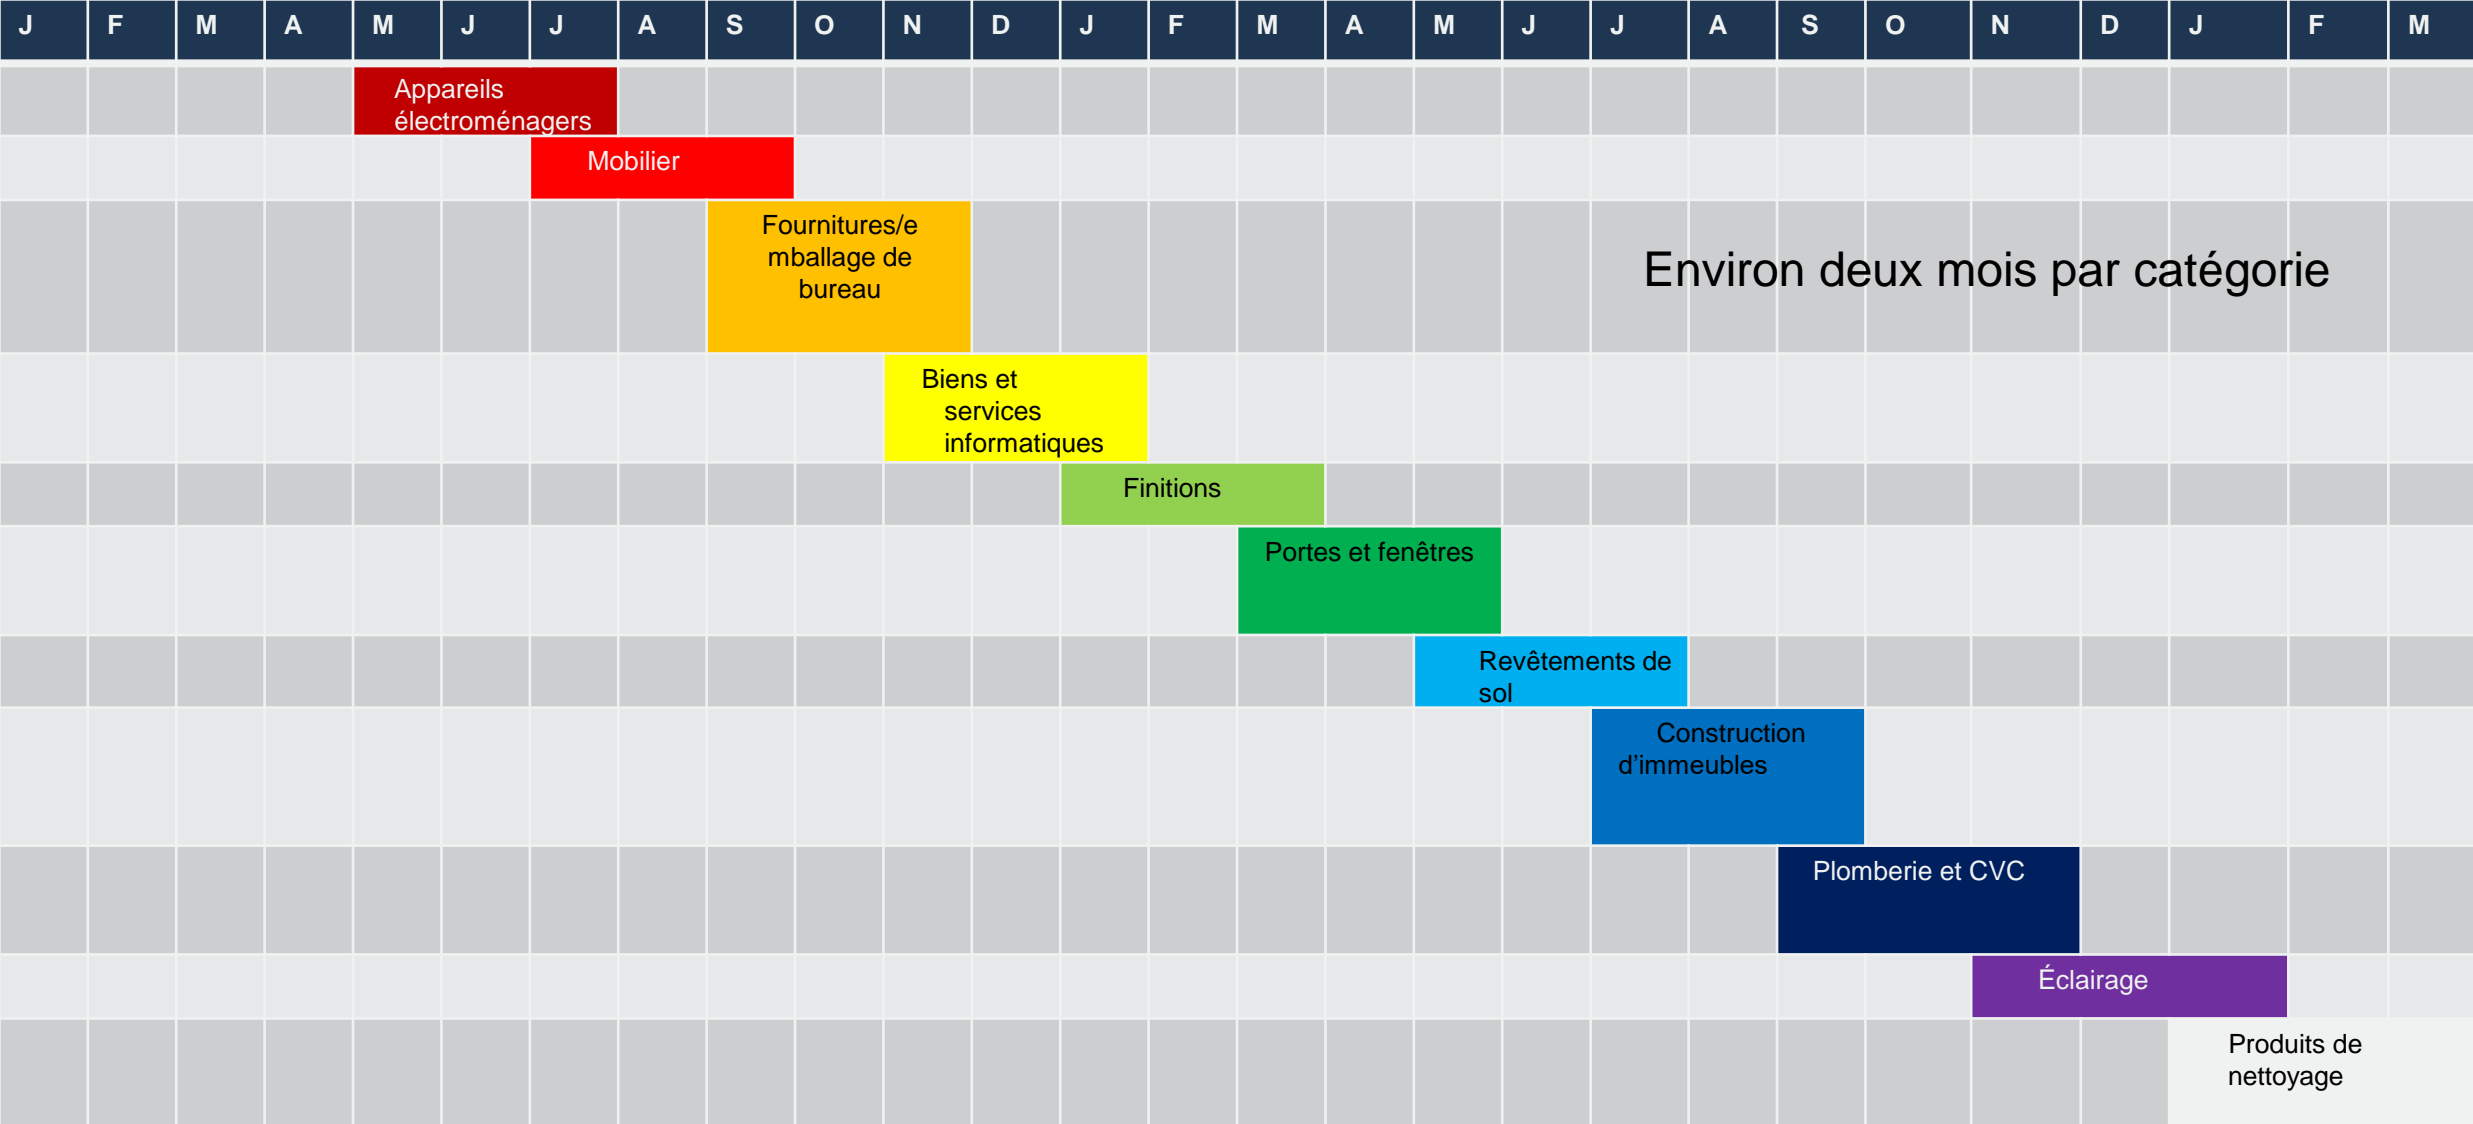 J F M A M J J A S O N D J F M A M J J A S O N D J F M
Appareils
électroménagers
Mobilier
Fournitures/e
mballage de
bureau
Environ deux mois par catégorie
Biens et
services
informatiques
Finitions
Portes et fenêtres
Revêtements de
sol
Construction
d’immeubles
Plomberie et CVC
Éclairage
Produits de
nettoyage